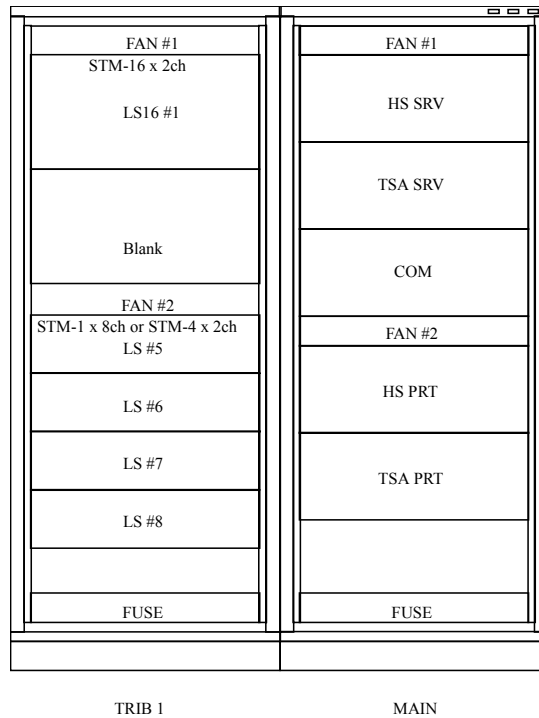 FAN #1
STM-16 x 2ch
LS16 #1
Blank
FAN #2
STM-1 x 8ch or STM-4 x 2ch
LS #5
LS #6
LS #7
LS #8
FUSE
TRIB 1
FAN #1
HS SRV
TSA SRV
COM
FAN #2
HS PRT
TSA PRT
FUSE
MAIN